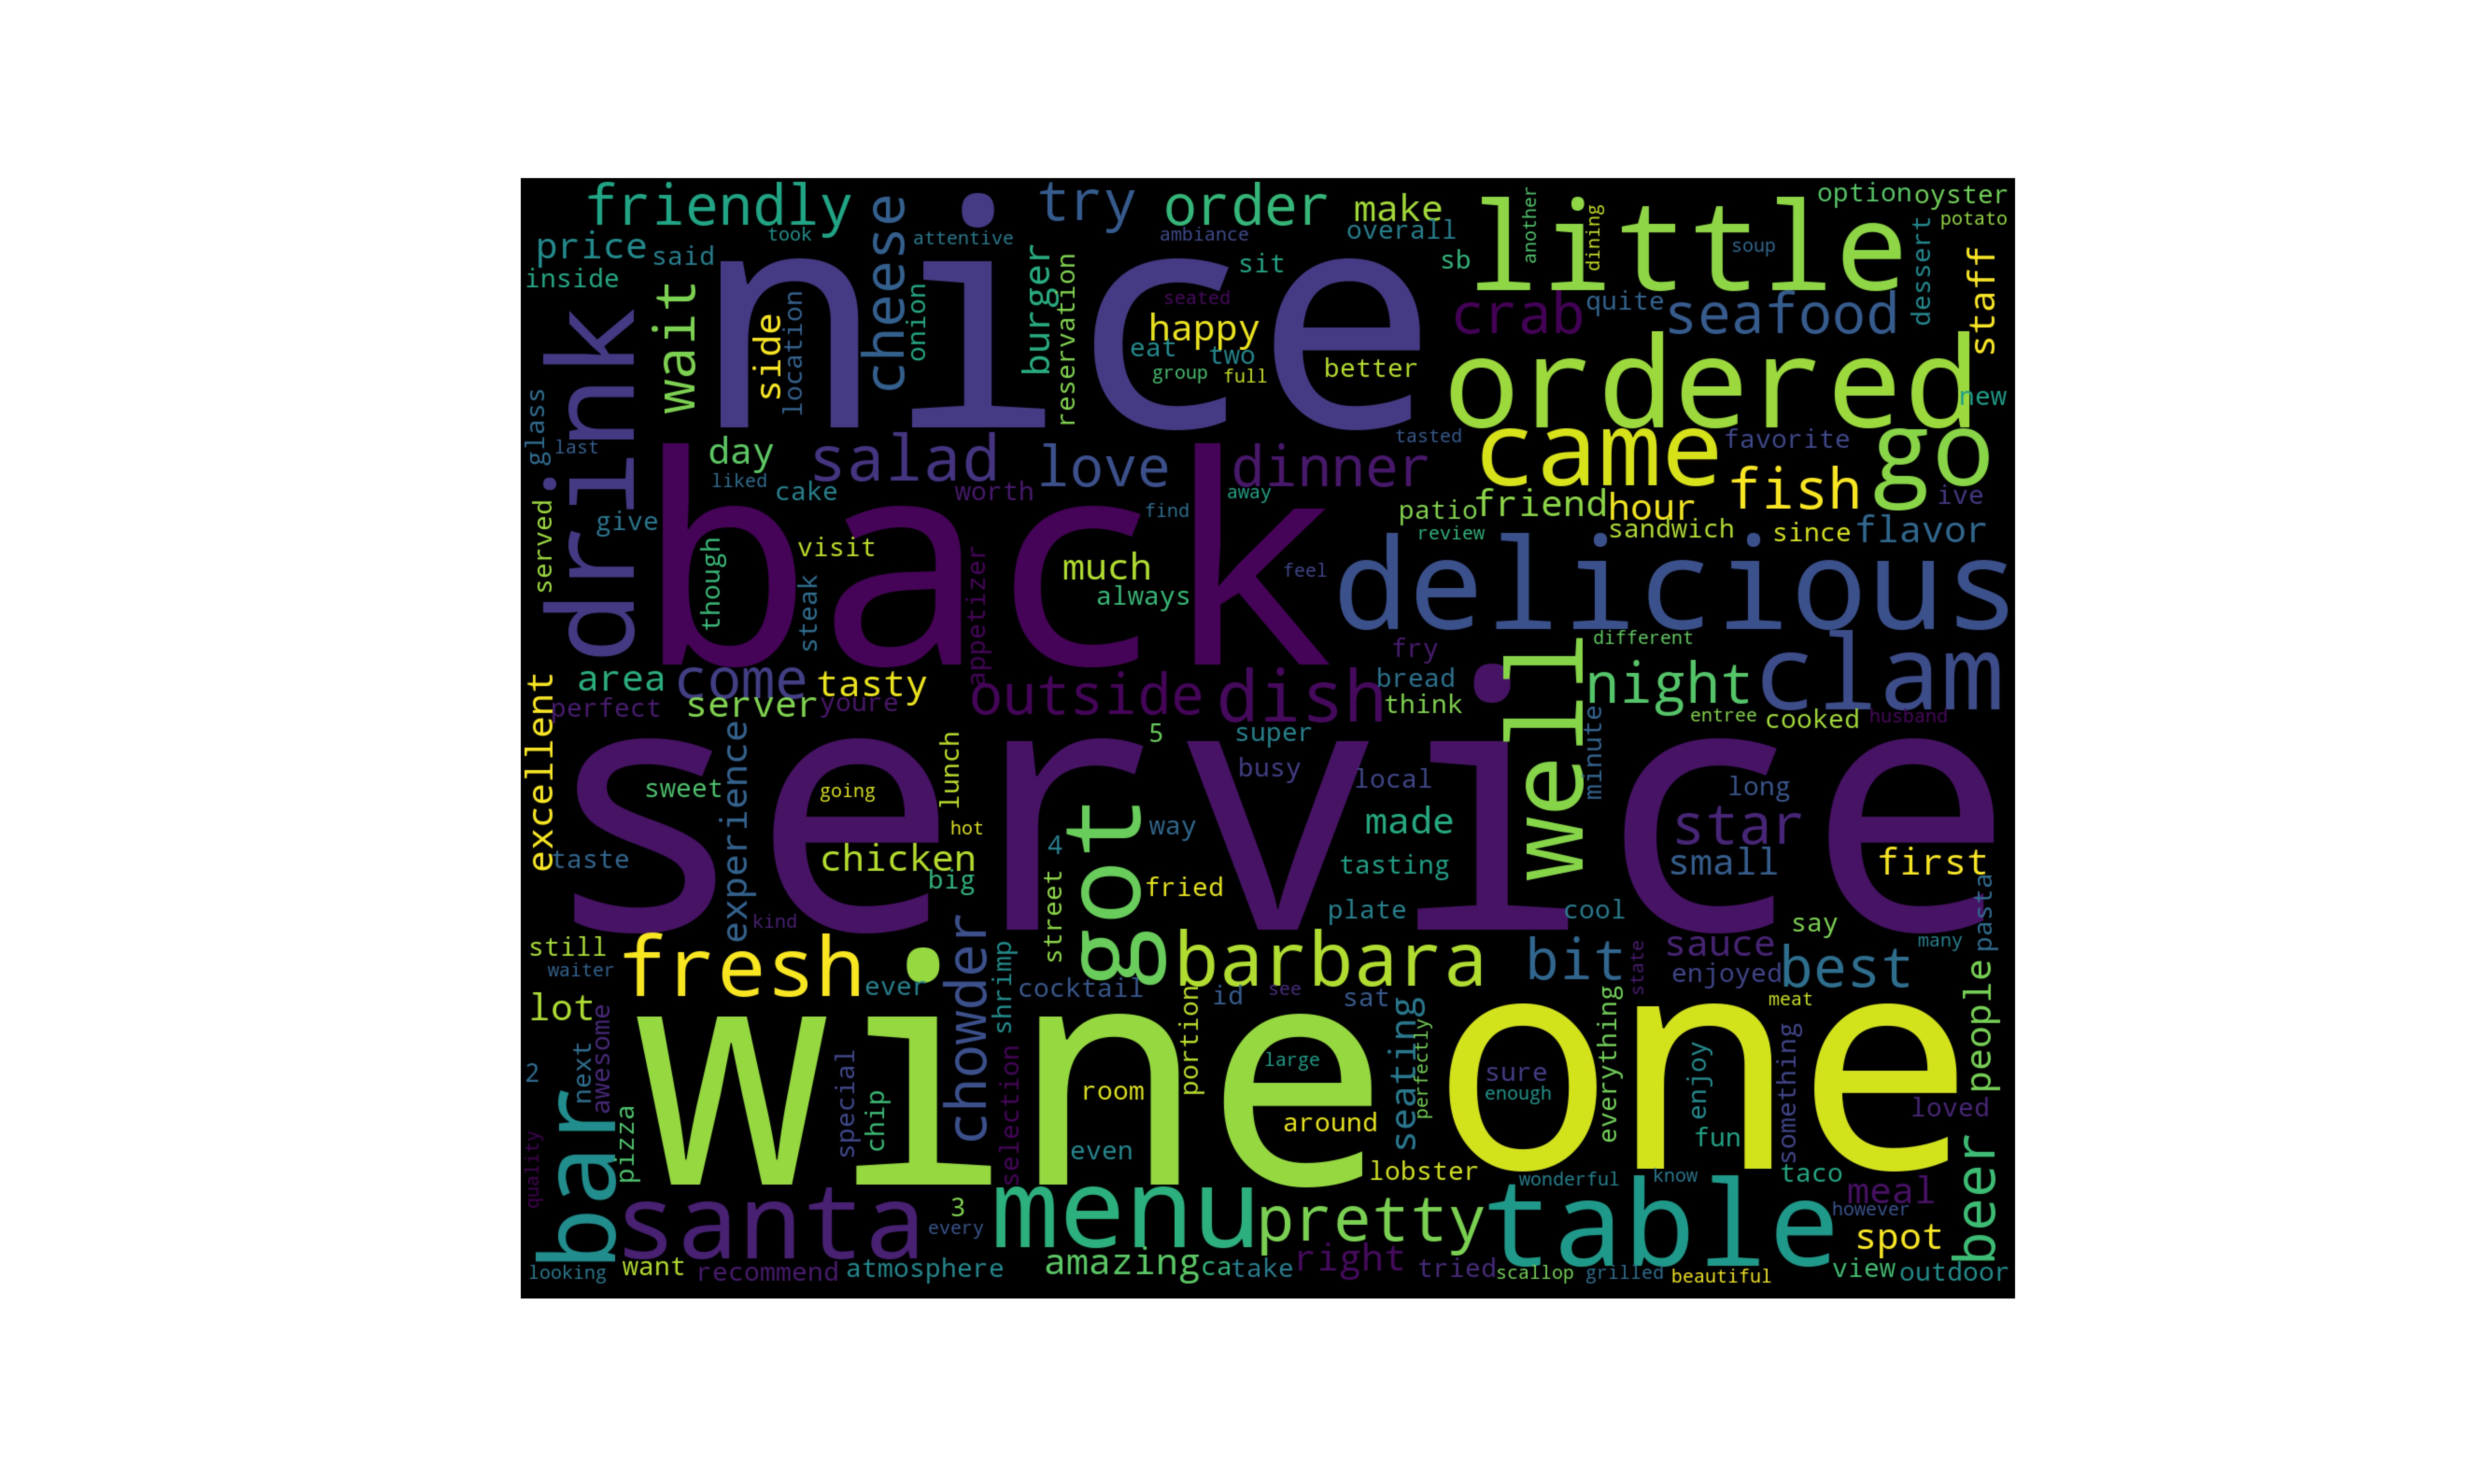 friendly
try
order
make
little
option
oyster
potato
price
said
took
attentive
cheese
ambiance
overall
another
dining
soup
dessert
staff
inside
wait
side
location
nice
onion
burger
reservation
sit
sb
seated
happy
eat
two
group
full
better
crab
quite
seafood
drink
glass
last
ordered
new
day
salad
love
dinner
tasted
came
favorite
go
liked
cake
worth
away
patio
friend
hour
fish
ive
served
give
back
find
review
sandwich
since
flavor
though
visit
steak
appetizer
much
always
feel
delicious
area
come
tasty
outside
dish
fry
bread
think
well
different
night
clam
perfect
server
youre
entree
cooked
husband
excellent
experience
service
5
super
busy
local
minute
long
sweet
going
lunch
hot
got
way
4
made
star
taste
chicken
big
street
fried
tasting
small
first
kind
plate
cool
say
pasta
still
waiter
fresh
ever
chowder
shrimp
cocktail
barbara
id
see
sat
bit
state
sauce
enjoyed
best
many
lot
wine
portion
seating
perfectly
one
meat
people
everything
something
2
next
awesome
pizza
special
chip
selection
room
large
around
even
lobster
sure
enough
enjoy
fun
loved
beer
quality
bar
santa
3
every
menu
pretty
table
wonderful
know
taco
meal
however
spot
looking
want
recommend
atmosphere
amazing
ca
take
right
tried
scallop
grilled
beautiful
view
outdoor